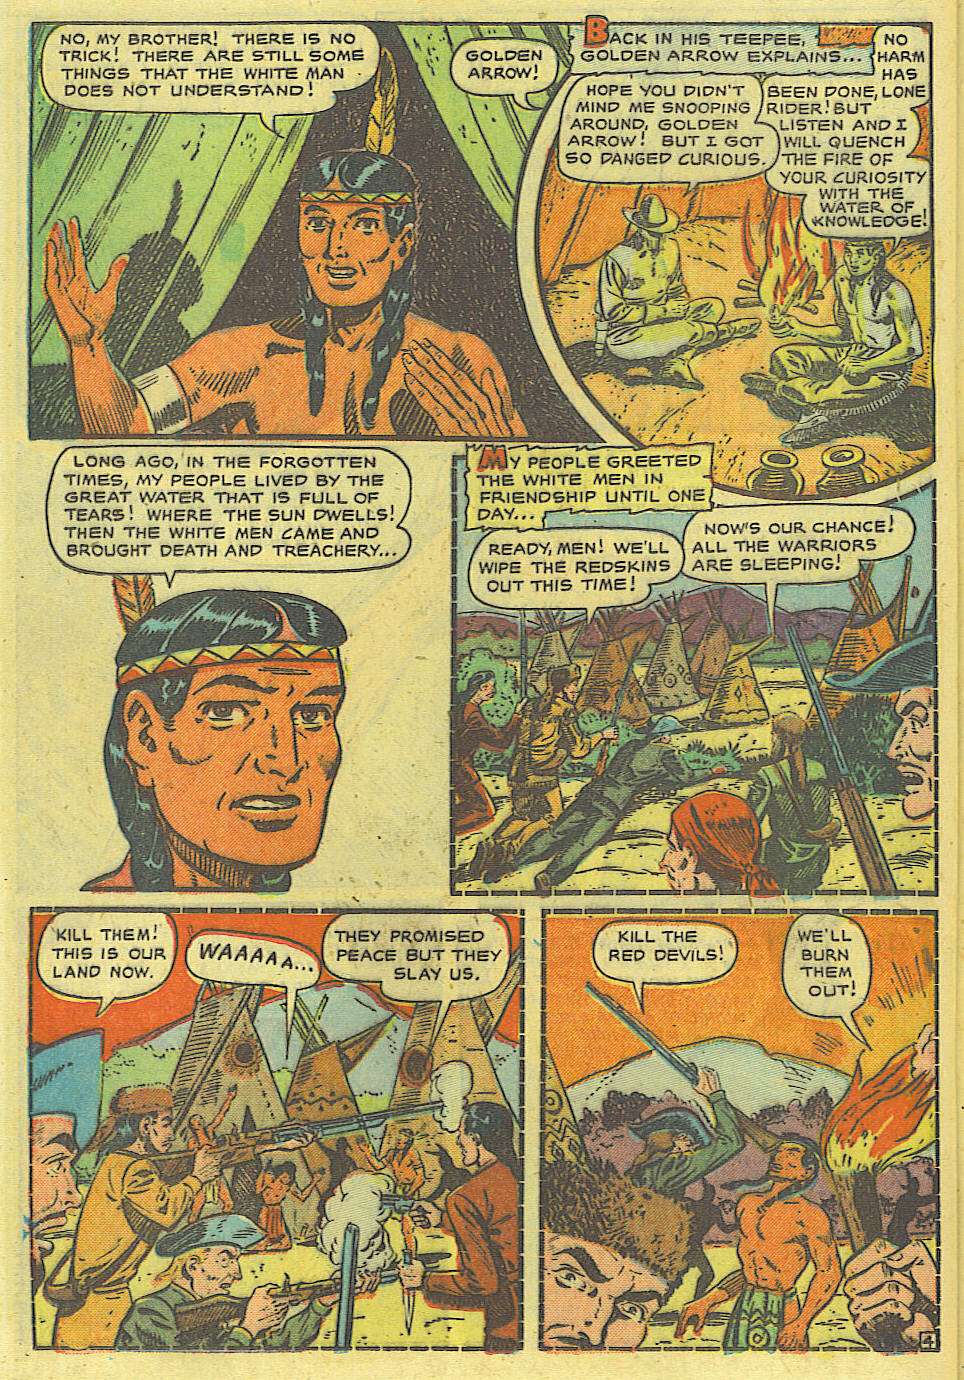 NO, MY BROTHER! THERE IS NO
TRICK! THERE ARE STILL SOME
THINGS THAT THE WHITE MAN
DOES NOT UNDERSTAND!
GOLDEN
ARROW!
BACK IN HIS TEEPEE,
GOLDEN ARROW EXPLAINS...
HOPE YOU DIDN'T
MIND ME SNOOPING
AROUND, GOLDEN
ARROW! BUT I GOT
SO DANGED CURIOUS.
NO
HARM
HAS
BEEN DONE, LONE
RIDER! BUT
LISTEN AND I
WILL QUENCH
THE FIRE OF
YOUR CURIOSITY
WITH THE
WATER OF
KNOWLEDGE!
LONG AGO, IN THE FORGOTTEN
TIMES, MY PEOPLE LIVED BY THE
GREAT WATER THAT IS FULL OF
TEARS! WHERE THE SUN DWELLS!
THEN THE WHITE MEN CAME AND
BROUGHT DEATH AND TREACHERY...
MY PEOPLE GREETED
THE WHITE MEN IN
FRIENDSHIP UNTIL ONE
DAY...
READY, MEN! WE'LL
WIPE THE REDSKINS
OUT THIS TIME!
NOW'S OUR CHANCE!
ALL THE WARRIORS
ARE SLEEPING!
KILL THEM!
THIS IS OUR
LAND NOW.
WAAAAA...
THEY PROMISED
PEACE BUT THEY
SLAY US.
KILL THE
RED DEVILS!
WE'LL
BURN
THEM
OUT!
4